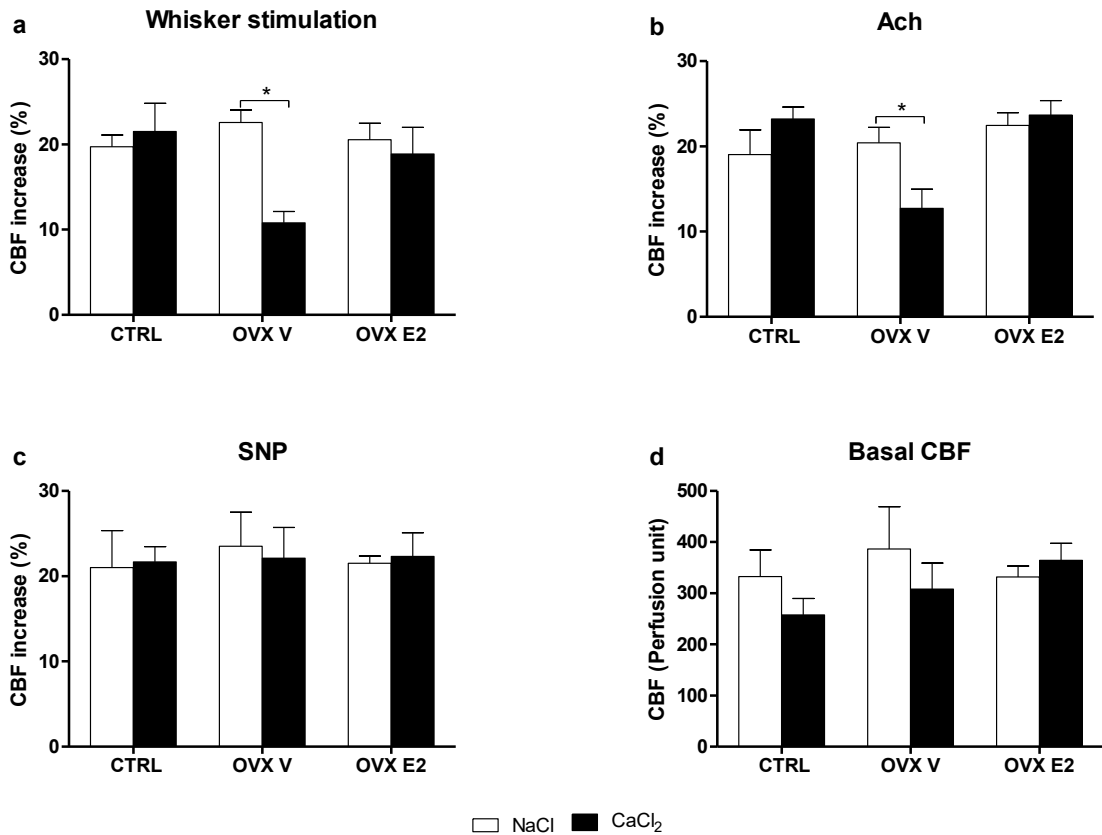 a
Whisker stimulation
CBF increase (%)
30
20
10
0
*
CTRL
OVX V
OVX E2
b
Ach
CBF increase (%)
30
20
10
0
*
CTRL
OVX V
OVX E2
c
SNP
CBF increase (%)
30
20
10
0
CTRL
OVX V
OVX E2
d
Basal CBF
CBF (Perfusion unit)
500
400
300
200
100
0
CTRL
OVX V
OVX E2
NaCl
CaCl₂